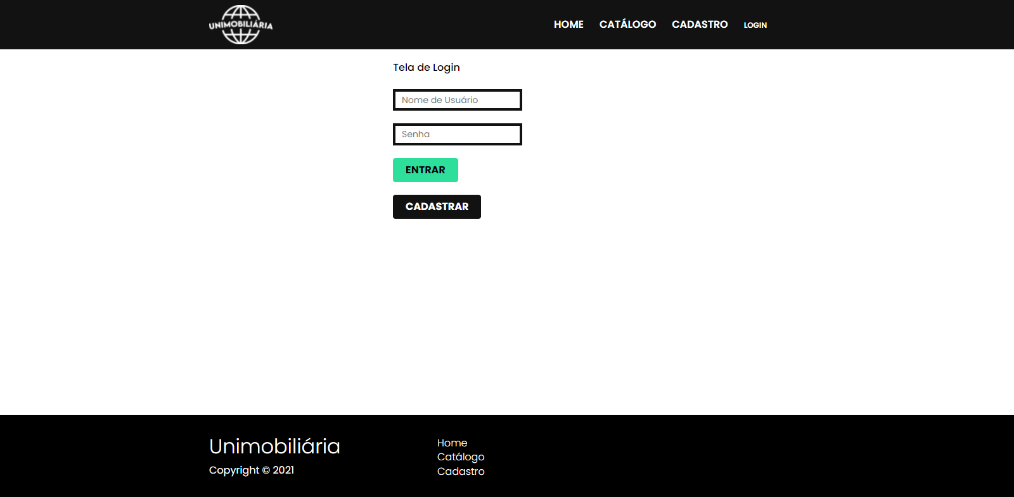 UNIMOBILIÁRIA
HOME CATÁLOGO CADASTRO LOGIN
Tela de Login
Nome de Usuário
Senha
ENTRAR
CADASTRAR
Unimobiliária
Copyright © 2021
Home
Catálogo
Cadastro